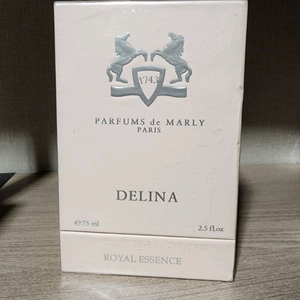 1743
PARFUMS de MARLY
PARIS
DELINA
℮75 ml 2,5 fl.oz
ROYAL ESSENCE